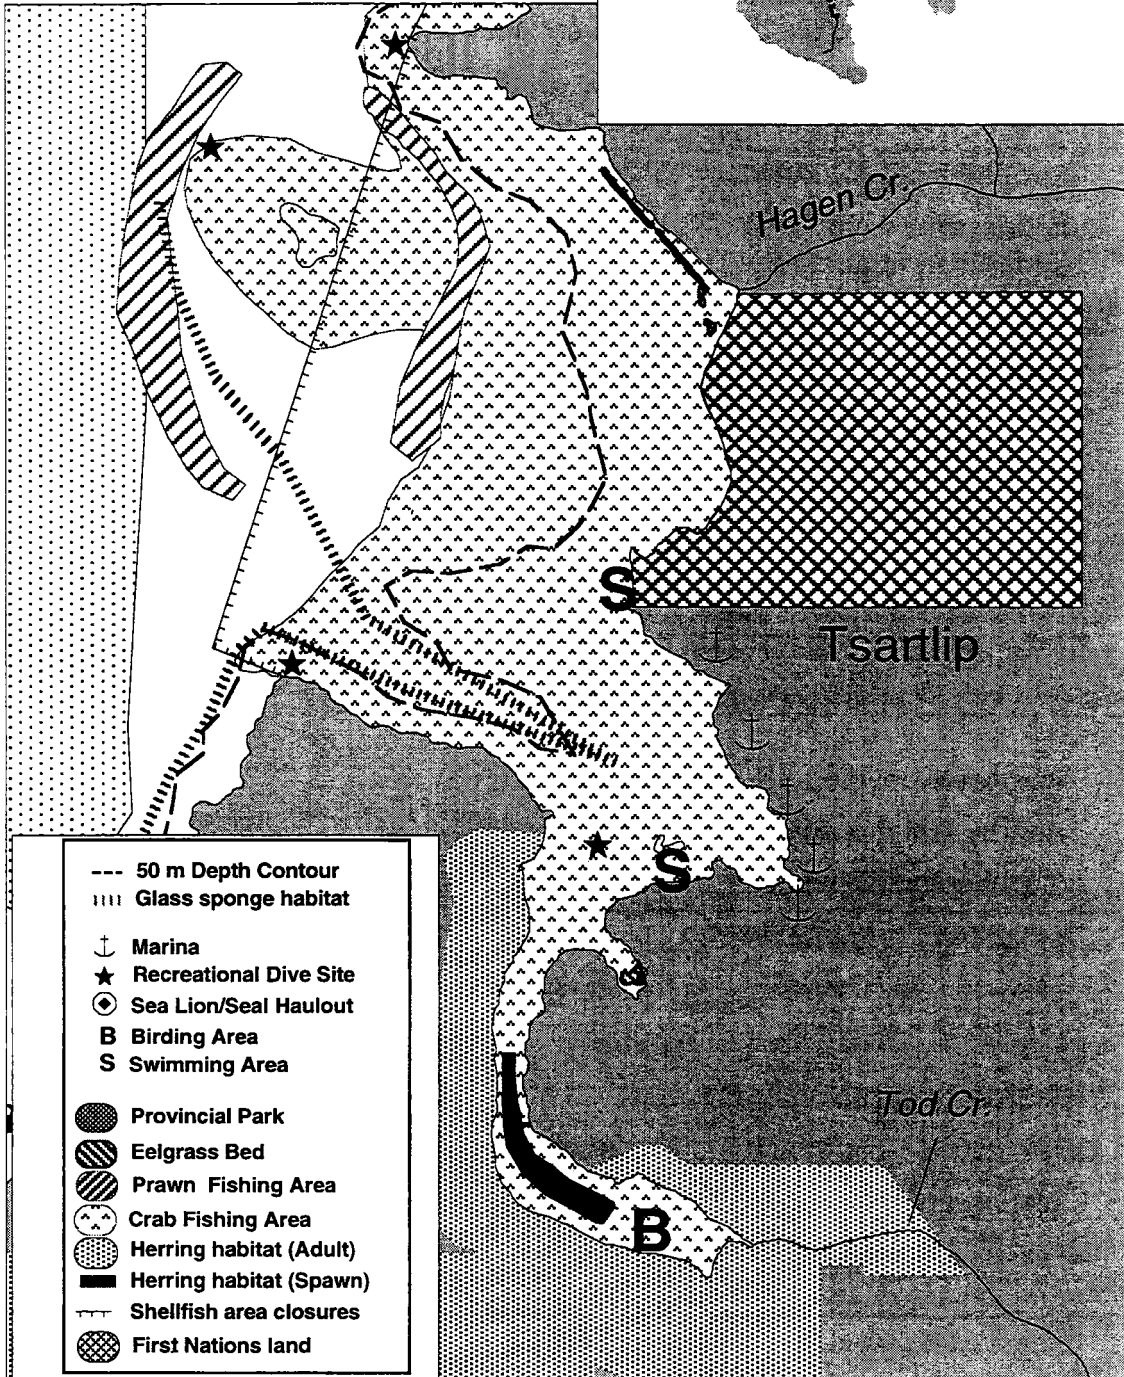 Hagen Cr.
S
Tsartlip
S
Tod Cr.
B
50 m Depth Contour
Glass sponge habitat
Marina
Recreational Dive Site
Sea Lion/Seal Haulout
B Birding Area
S Swimming Area
Provincial Park
Eelgrass Bed
Prawn Fishing Area
Crab Fishing Area
Herring habitat (Adult)
Herring habitat (Spawn)
Shellfish area closures
First Nations land